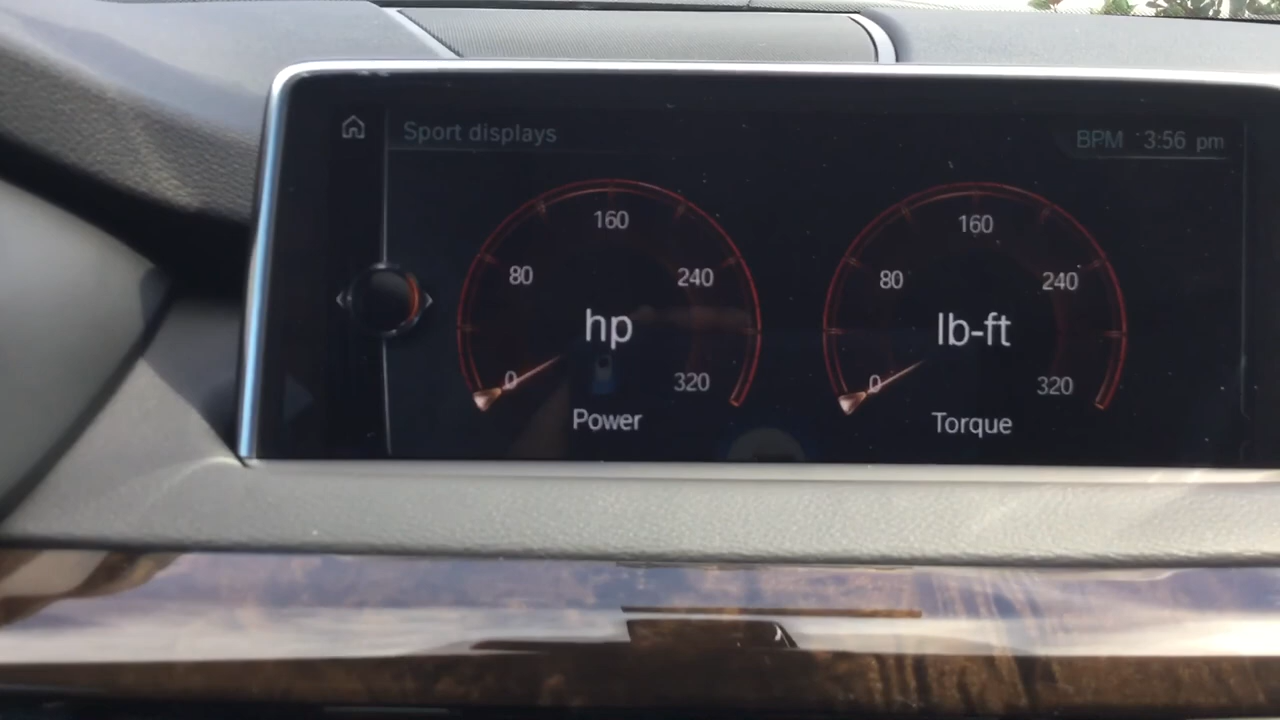 Sport displays
BPM 3:56 pm
160
80
240
hp
0
320
Power
160
80
240
lb-ft
0
320
Torque